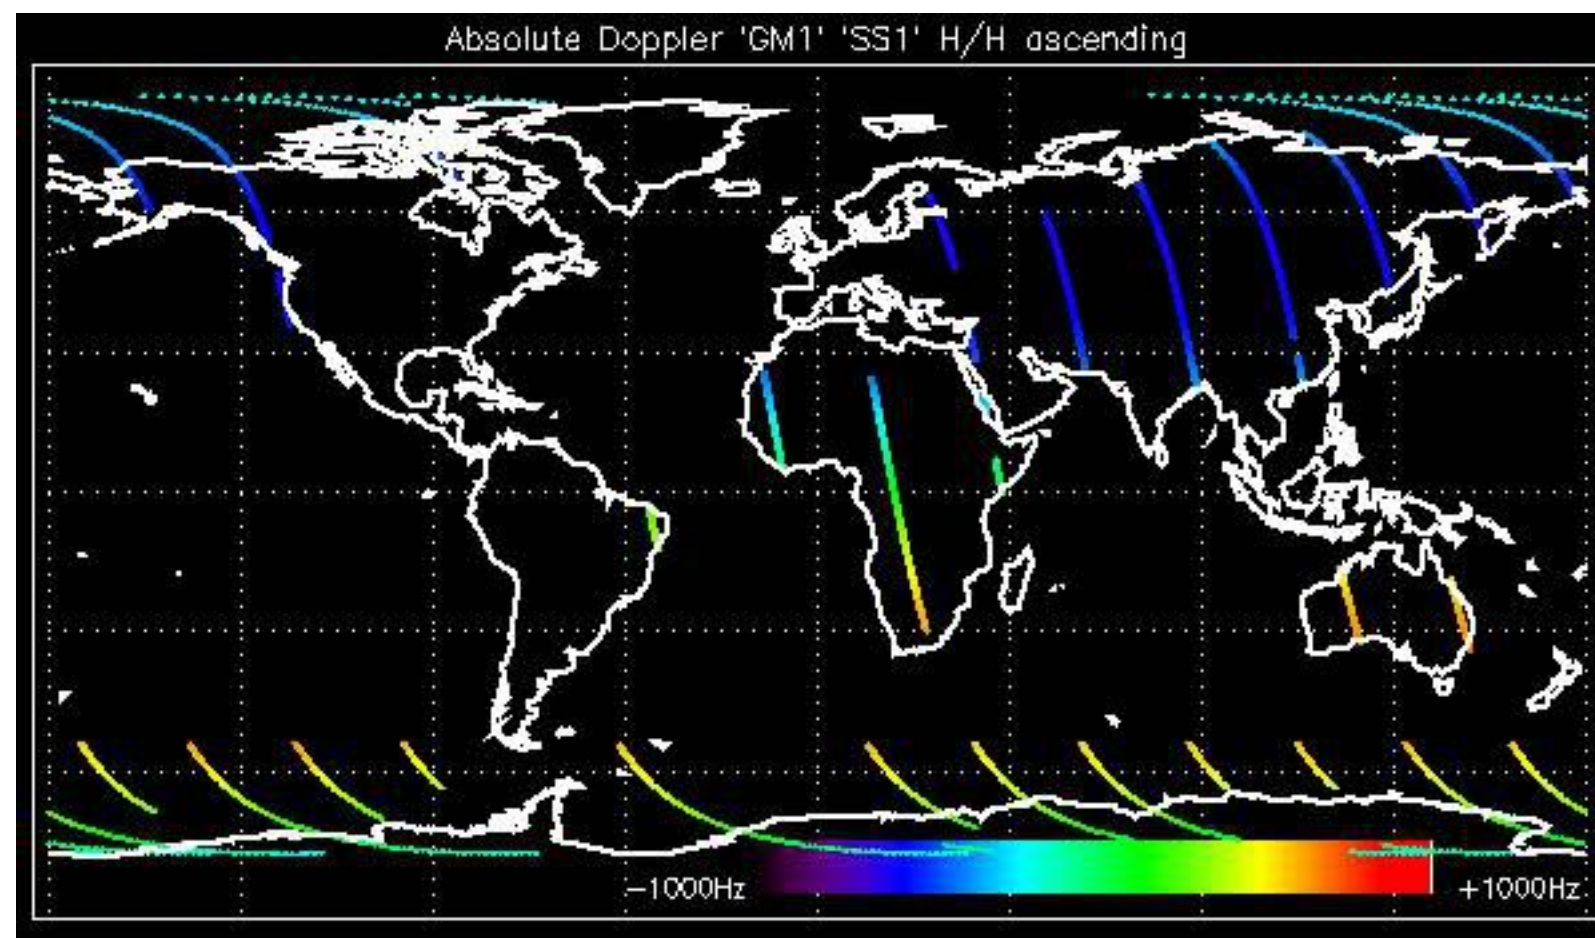 Absolute Doppler 'GM1' 'SS1' H/H ascending
−1000Hz
+1000Hz